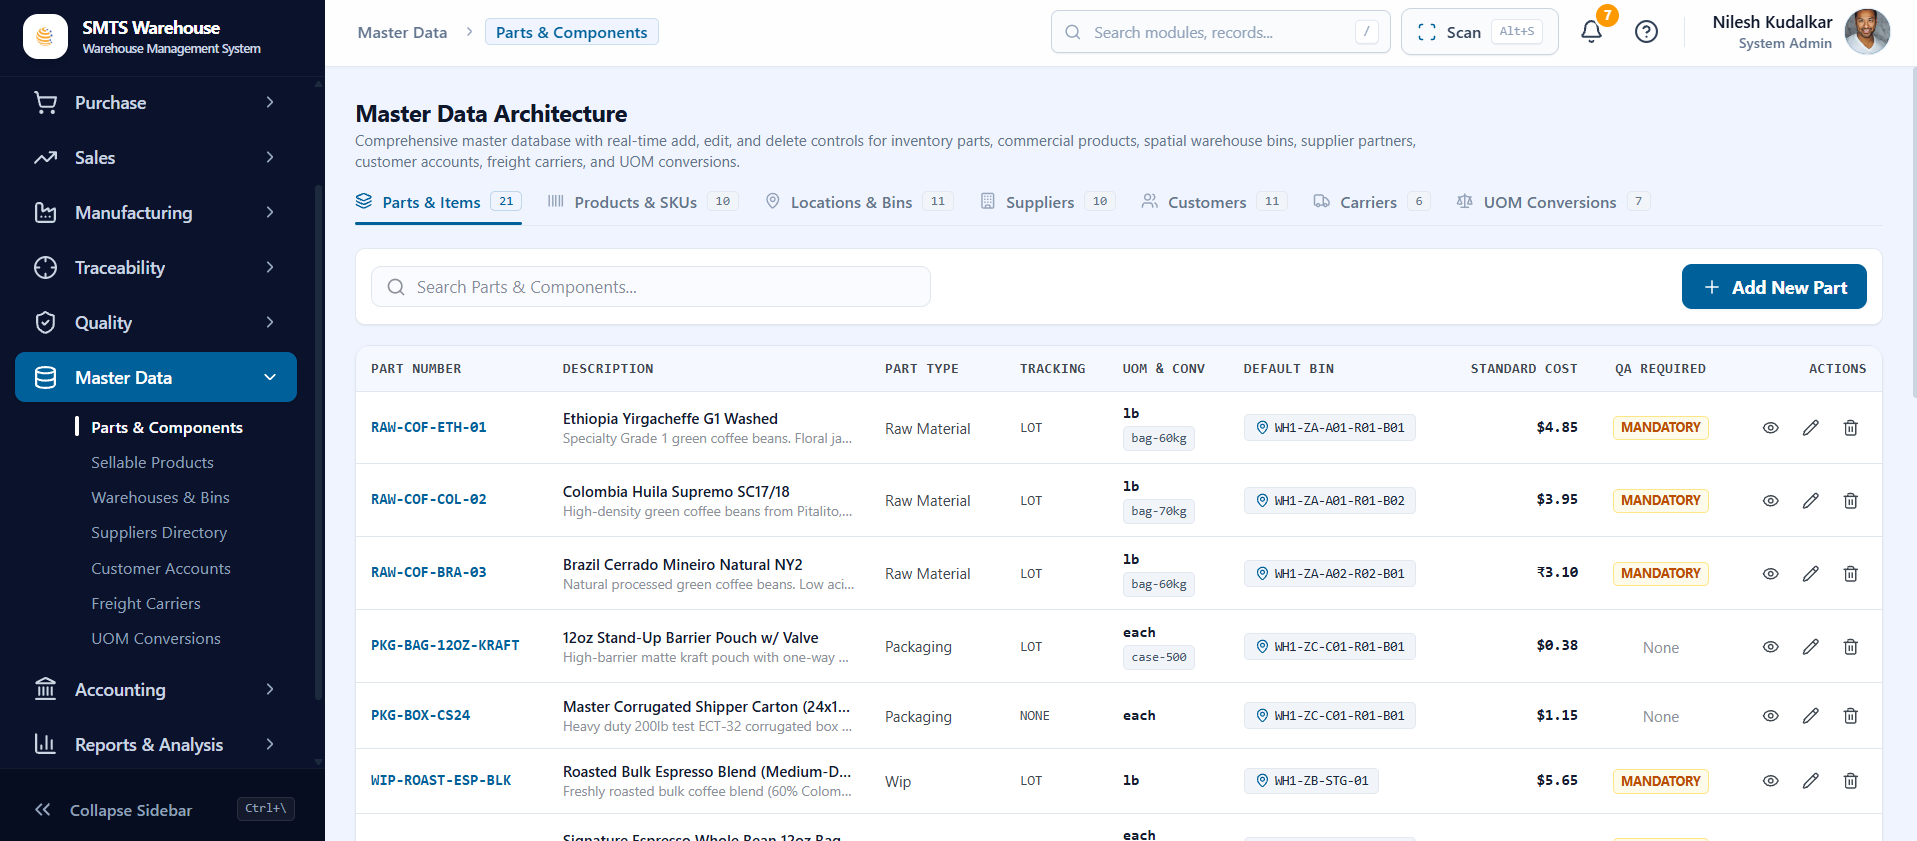 SMTS Warehouse
Warehouse Management System
Purchase
Sales
Manufacturing
Traceability
Quality
Master Data
Parts & Components
Sellable Products
Warehouses & Bins
Suppliers Directory
Customer Accounts
Freight Carriers
UOM Conversions
Accounting
Reports & Analysis
Collapse Sidebar Ctrl+\
Master Data > Parts & Components
Search modules, records... /
Scan Alt+S
7
Nilesh Kudalkar
System Admin
Master Data Architecture
Comprehensive master database with real-time add, edit, and delete controls for inventory parts, commercial products, spatial warehouse bins, supplier partners,
customer accounts, freight carriers, and UOM conversions.
Parts & Items 21 Products & SKUs 10 Locations & Bins 11 Suppliers 10 Customers 11 Carriers 6 UOM Conversions 7
Search Parts & Components...
+ Add New Part
PART NUMBER DESCRIPTION PART TYPE TRACKING UOM & CONV DEFAULT BIN STANDARD COST QA REQUIRED ACTIONS
RAW-COF-ETH-01 Ethiopia Yirgacheffe G1 Washed Raw Material LOT lb WH1-ZA-A01-R01-B01 $4.85 MANDATORY
Specialty Grade 1 green coffee beans. Floral ja... bag-60kg
RAW-COF-COL-02 Colombia Huila Supremo SC17/18 Raw Material LOT lb WH1-ZA-A01-R01-B02 $3.95 MANDATORY
High-density green coffee beans from Pitalito,... bag-70kg
RAW-COF-BRA-03 Brazil Cerrado Mineiro Natural NY2 Raw Material LOT lb WH1-ZA-A02-R02-B01 ₹3.10 MANDATORY
Natural processed green coffee beans. Low aci... bag-60kg
PKG-BAG-12OZ-KRAFT 12oz Stand-Up Barrier Pouch w/ Valve Packaging LOT each WH1-ZC-C01-R01-B01 $0.38 None
High-barrier matte kraft pouch with one-way ... case-500
PKG-BOX-CS24 Master Corrugated Shipper Carton (24x1... Packaging NONE each WH1-ZC-C01-R01-B01 $1.15 None
Heavy duty 200lb test ECT-32 corrugated box ...
WIP-ROAST-ESP-BLK Roasted Bulk Espresso Blend (Medium-D... Wip LOT lb WH1-ZB-STG-01 $5.65 MANDATORY
Freshly roasted bulk coffee blend (60% Colom...
Signature Espresso Whole Bean 12oz Bag each